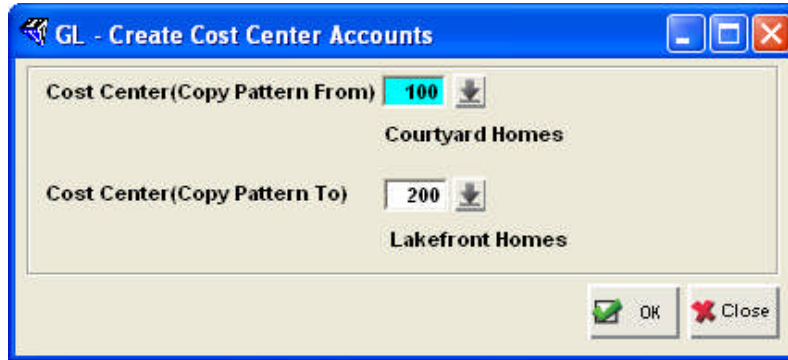 GL - Create Cost Center Accounts
Cost Center(Copy Pattern From) 100
Courtyard Homes
Cost Center(Copy Pattern To) 200
Lakefront Homes
OK Close